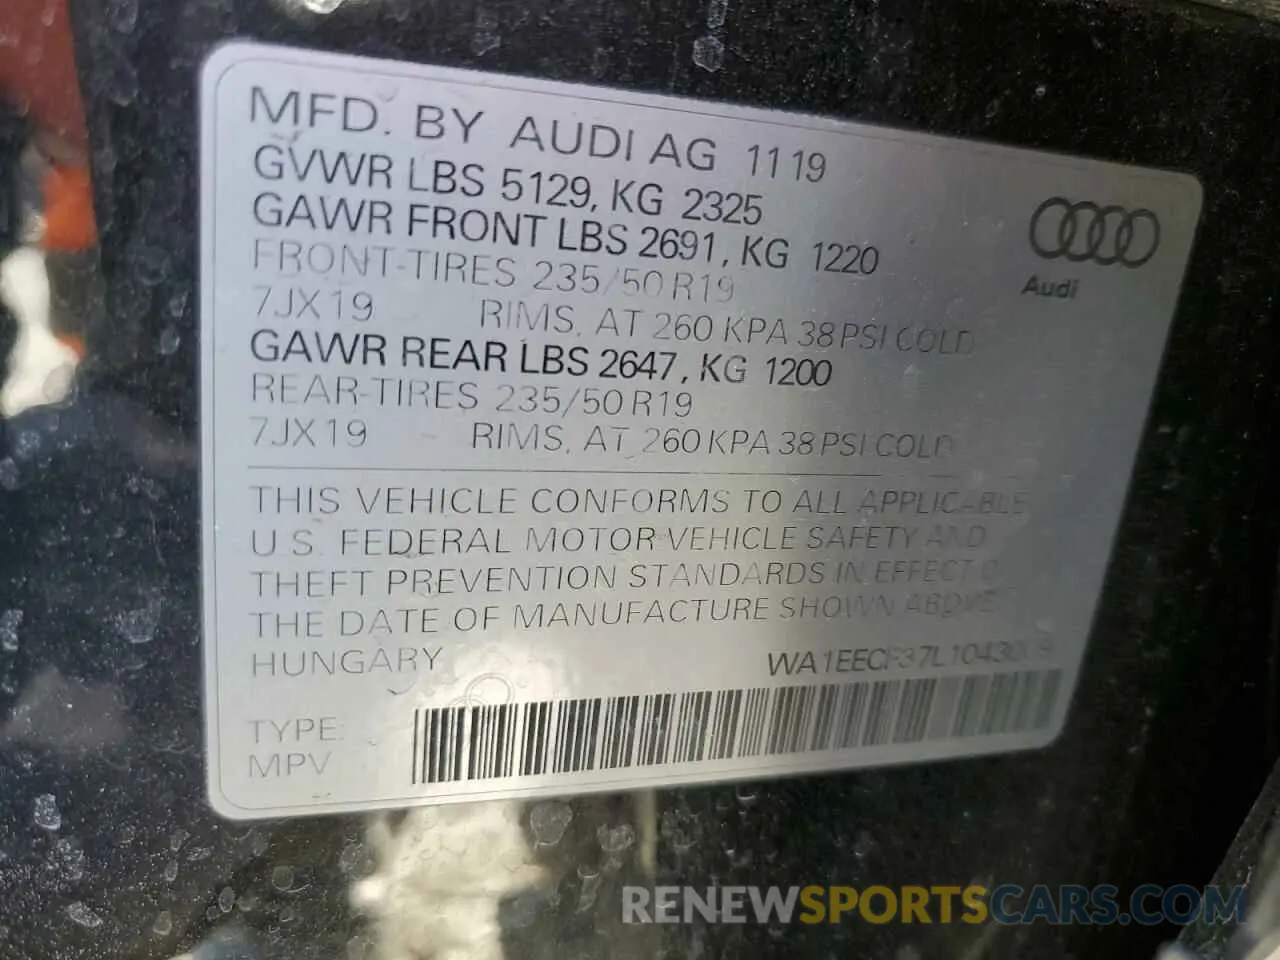 MFD. BY AUDI AG 11 19
GVWR LBS 5129, KG 2325
GAWR FRONT LBS 2691, KG 1220
FRONT-TIRES 235/50 R19
7JX19 RIMS, AT 260 KPA 38 PSI COLD
GAWR REAR LBS 2647, KG 1200
REAR-TIRES 235/50 R19
7JX19 RIMS, AT 260 KPA 38 PSI COLD
Audi
THIS VEHICLE CONFORMS TO ALL APPLICABLE
U S FEDERAL MOTOR VEHICLE SAFETY AND
THEFT PREVENTION STANDARDS IN EFFECT
THE DATE OF MANUFACTURE SHOWN ABOVE
HUNGARY
TYPE:
MPV
RENEWSPORTSCARS.COM